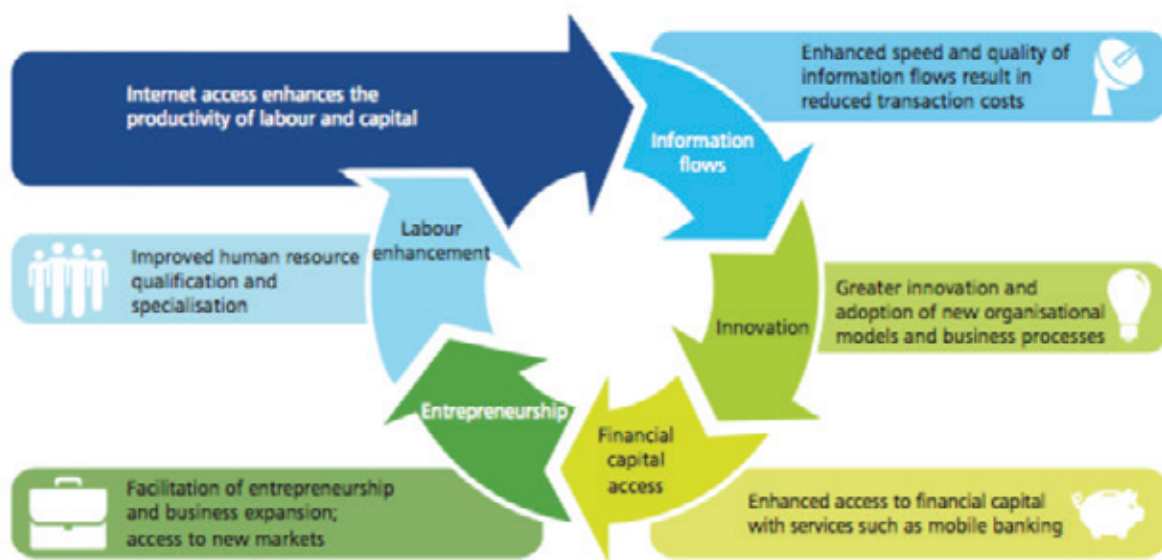 Internet access enhances the
productivity of labour and capital
Information
flows
Enhanced speed and quality of
information flows result in
reduced transaction costs
Innovation
Greater innovation and
adoption of new organisational
models and business processes
Financial
capital
access
Enhanced access to financial capital
with services such as mobile banking
Entrepreneurship
Facilitation of entrepreneurship
and business expansion;
access to new markets
Labour
enhancement
Improved human resource
qualification and
specialisation